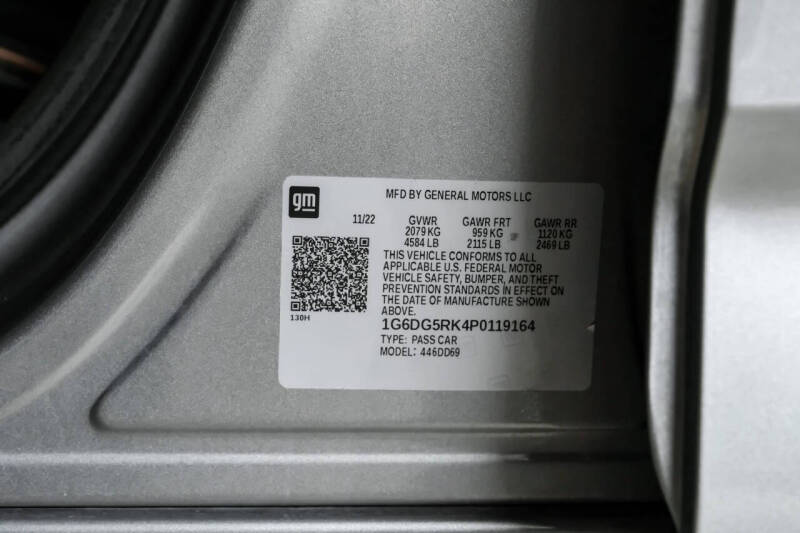 gm
MFD BY GENERAL MOTORS LLC
11/22 GVWR GAWR FRT GAWR RR
2079 KG 959 KG 1120 KG
4584 LB 2115 LB 2469 LB
THIS VEHICLE CONFORMS TO ALL
APPLICABLE U.S. FEDERAL MOTOR
VEHICLE SAFETY, BUMPER, AND THEFT
PREVENTION STANDARDS IN EFFECT ON
THE DATE OF MANUFACTURE SHOWN
ABOVE.
130H
1G6DG5RK4P0119164
TYPE: PASS CAR
MODEL: 446DD69